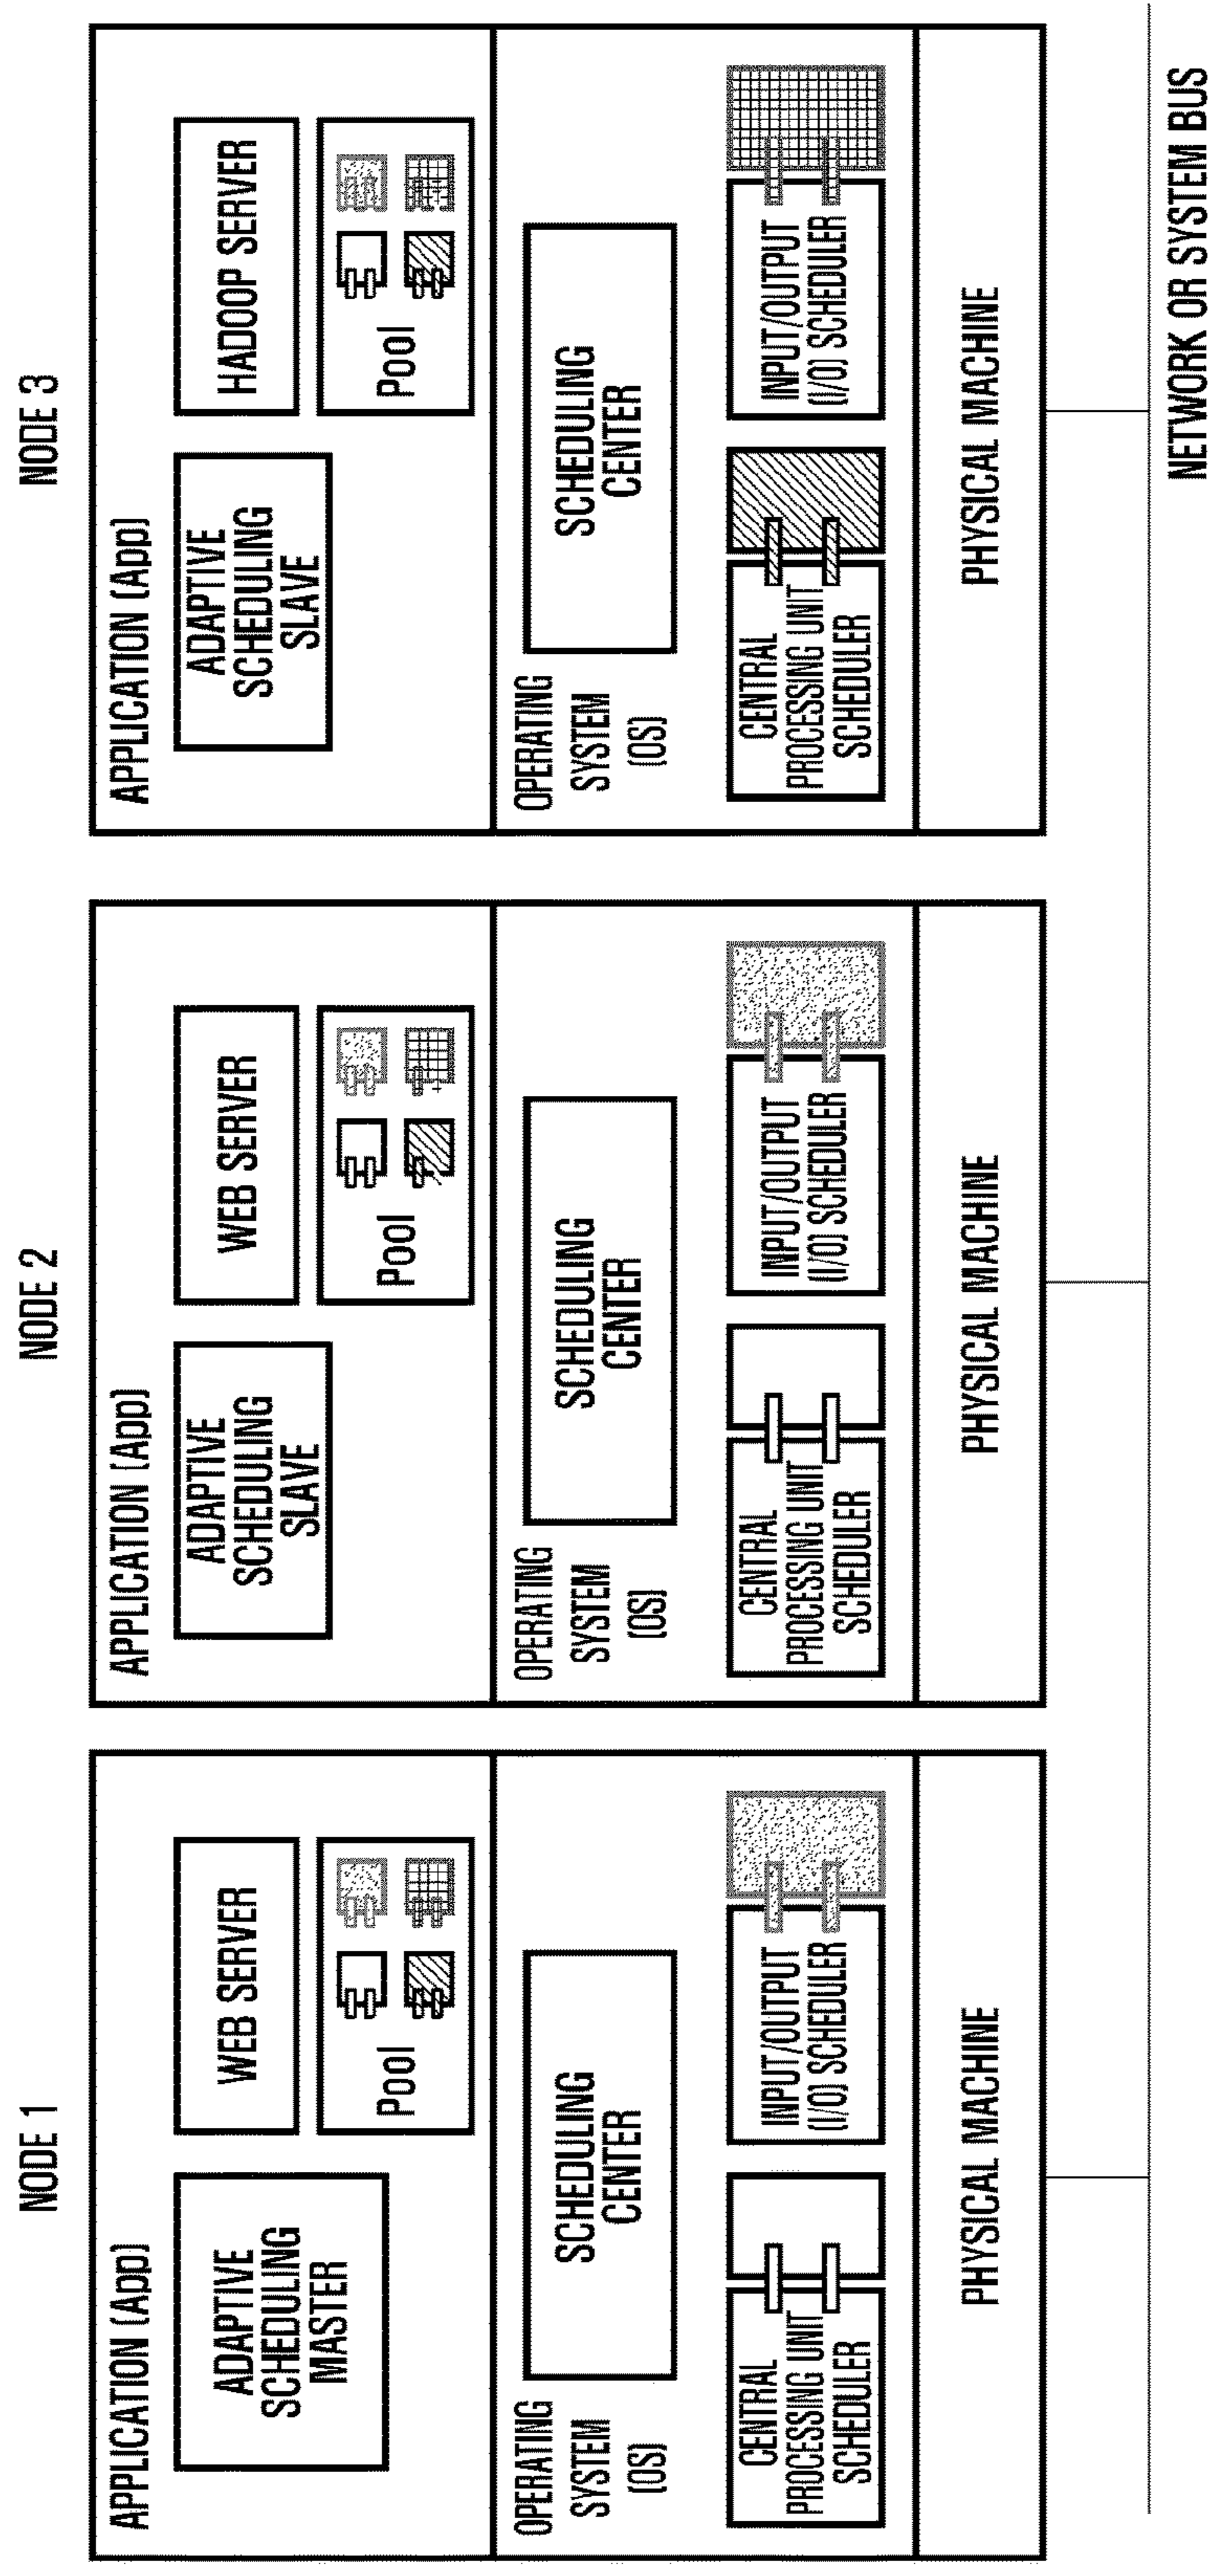 NODE 1
APPLICATION (App)
ADAPTIVE
SCHEDULING
MASTER
WEB SERVER
Pool
OPERATING
SYSTEM
(OS)
SCHEDULING
CENTER
CENTRAL
PROCESSING UNIT
SCHEDULER
INPUT/OUTPUT
(I/O) SCHEDULER
PHYSICAL MACHINE
NODE 2
APPLICATION (App)
ADAPTIVE
SCHEDULING
SLAVE
WEB SERVER
Pool
OPERATING
SYSTEM
(OS)
SCHEDULING
CENTER
CENTRAL
PROCESSING UNIT
SCHEDULER
INPUT/OUTPUT
(I/O) SCHEDULER
PHYSICAL MACHINE
NODE 3
APPLICATION (App)
ADAPTIVE
SCHEDULING
SLAVE
HADOOP SERVER
Pool
OPERATING
SYSTEM
(OS)
SCHEDULING
CENTER
CENTRAL
PROCESSING UNIT
SCHEDULER
INPUT/OUTPUT
(I/O) SCHEDULER
PHYSICAL MACHINE
NETWORK OR SYSTEM BUS